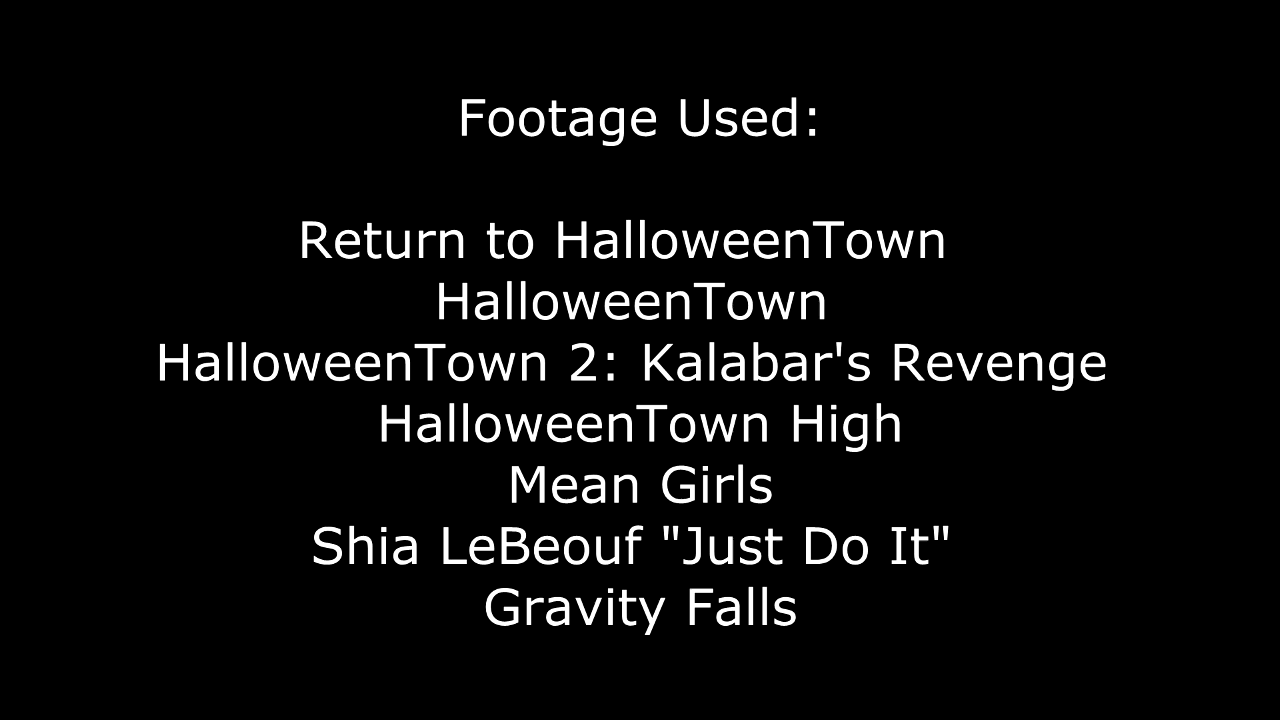 Footage Used:
Return to HalloweenTown
HalloweenTown
HalloweenTown 2: Kalabar's Revenge
HalloweenTown High
Mean Girls
Shia LeBeouf "Just Do It"
Gravity Falls